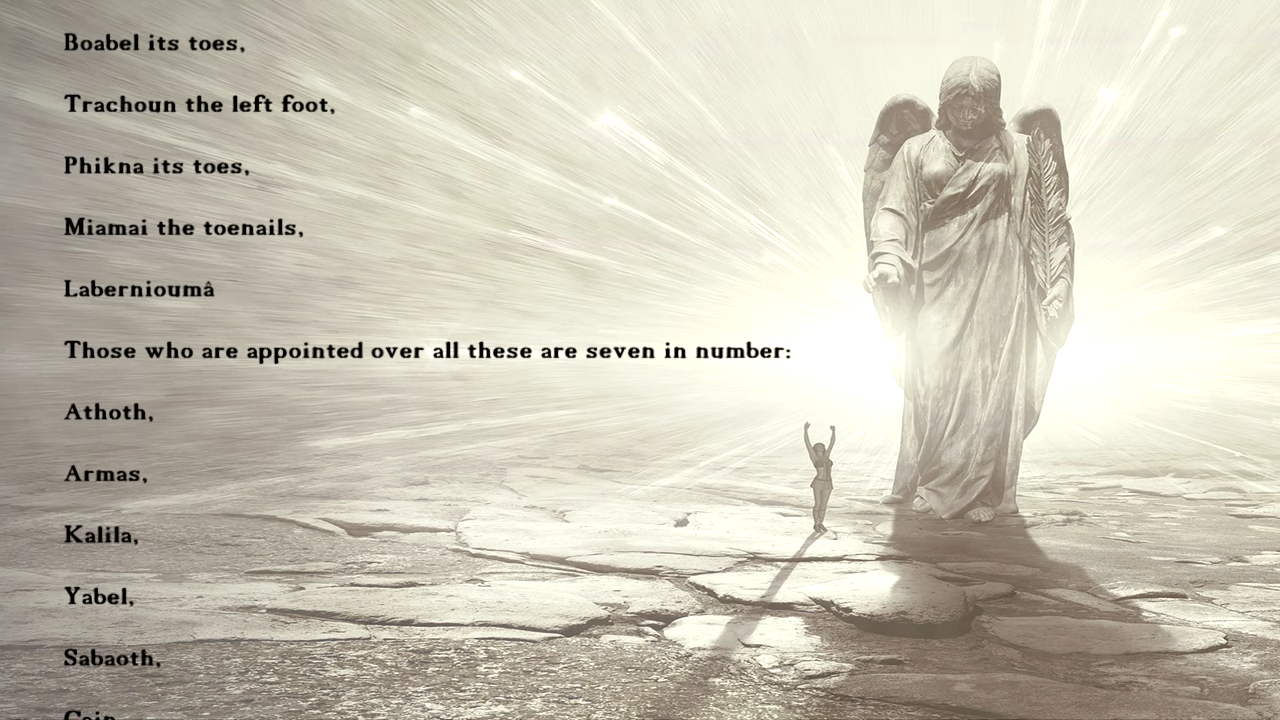 Boabel its toes,
Trachoun the left foot,
Phikna its toes,
Miamai the toenails,
Labernioumâ
Those who are appointed over all these are seven in number:
Athoth,
Armas,
Kalila,
Yabel,
Sabaoth,